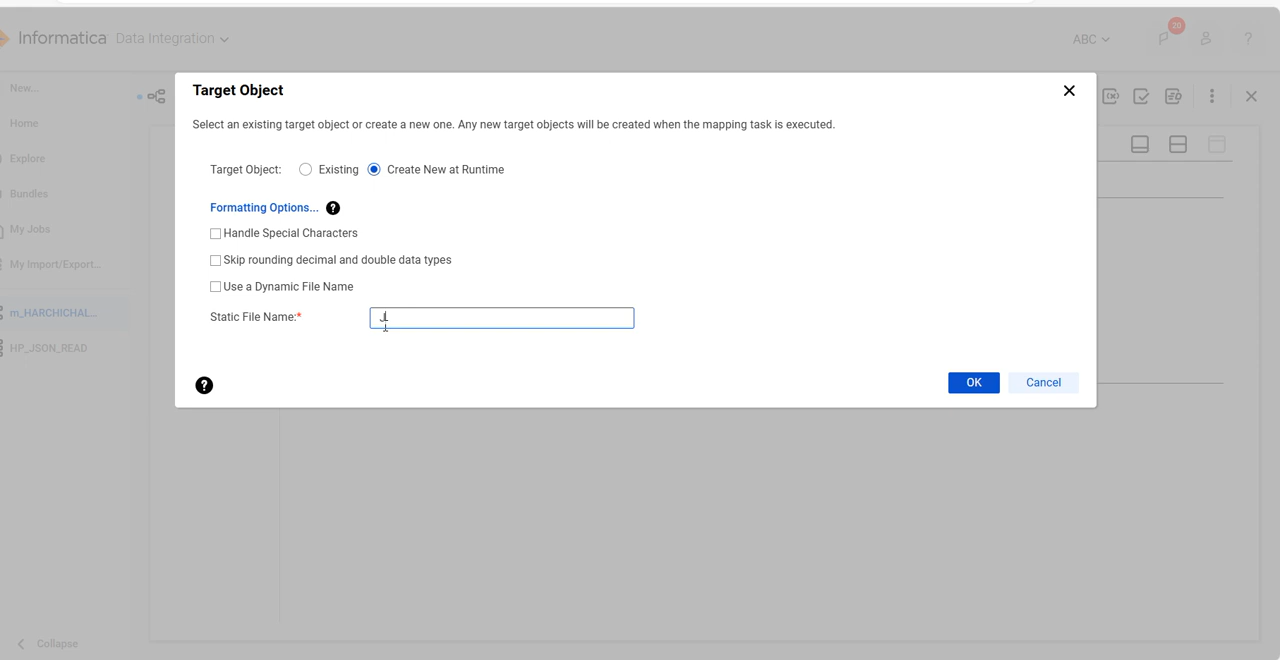 Informatica Data Integration
ABC
20
?
New...
Home
Explore
Bundles
My Jobs
My Import/Export...
m_HARCHICHAL...
HP_JSON_READ
Collapse
Target Object
Select an existing target object or create a new one. Any new target objects will be created when the mapping task is executed.
Target Object: Existing Create New at Runtime
Formatting Options... ?
Handle Special Characters
Skip rounding decimal and double data types
Use a Dynamic File Name
Static File Name:* J
? OK Cancel